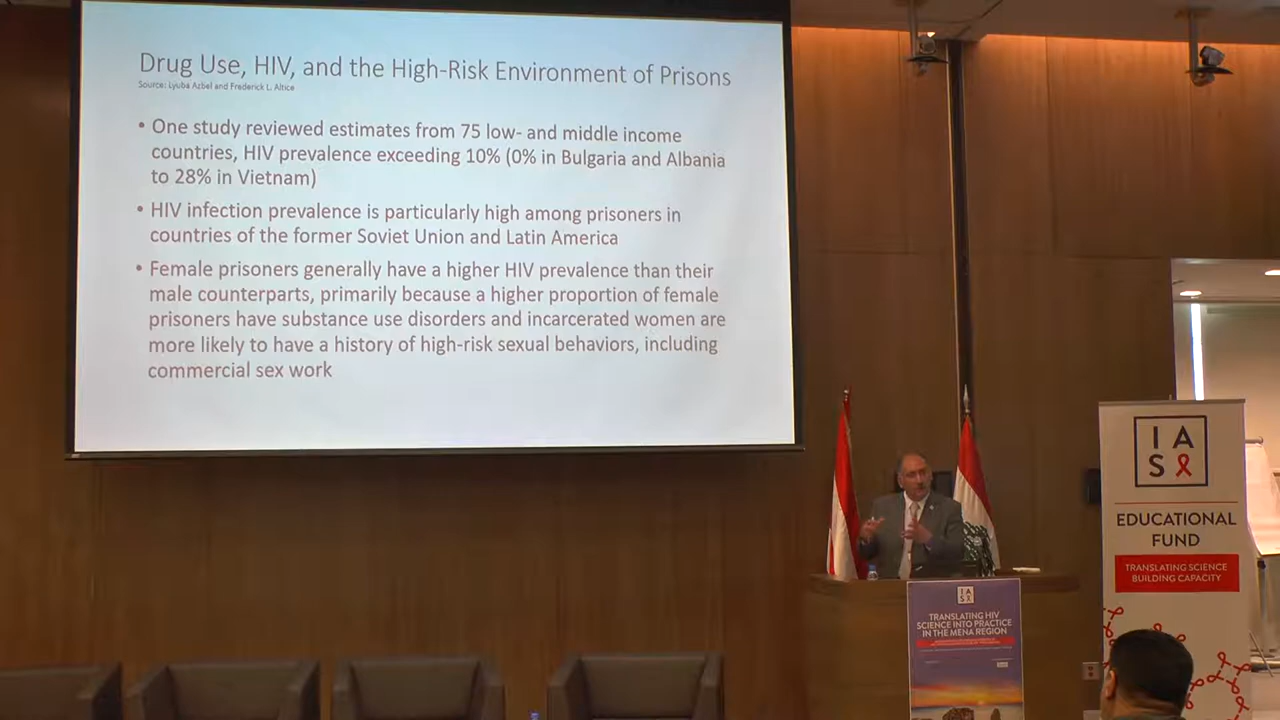 Drug Use, HIV, and the High-Risk Environment of Prisons
Source: Lyuba Azbel and Frederick L. Altice
• One study reviewed estimates from 75 low- and middle income
countries, HIV prevalence exceeding 10% (0% in Bulgaria and Albania
to 28% in Vietnam)
• HIV infection prevalence is particularly high among prisoners in
countries of the former Soviet Union and Latin America
• Female prisoners generally have a higher HIV prevalence than their
male counterparts, primarily because a higher proportion of female
prisoners have substance use disorders and incarcerated women are
more likely to have a history of high-risk sexual behaviors, including
commercial sex work
I A
S
EDUCATIONAL
FUND
TRANSLATING SCIENCE
BUILDING CAPACITY
I A
S
TRANSLATING HIV
SCIENCE INTO PRACTICE
IN THE MENA REGION